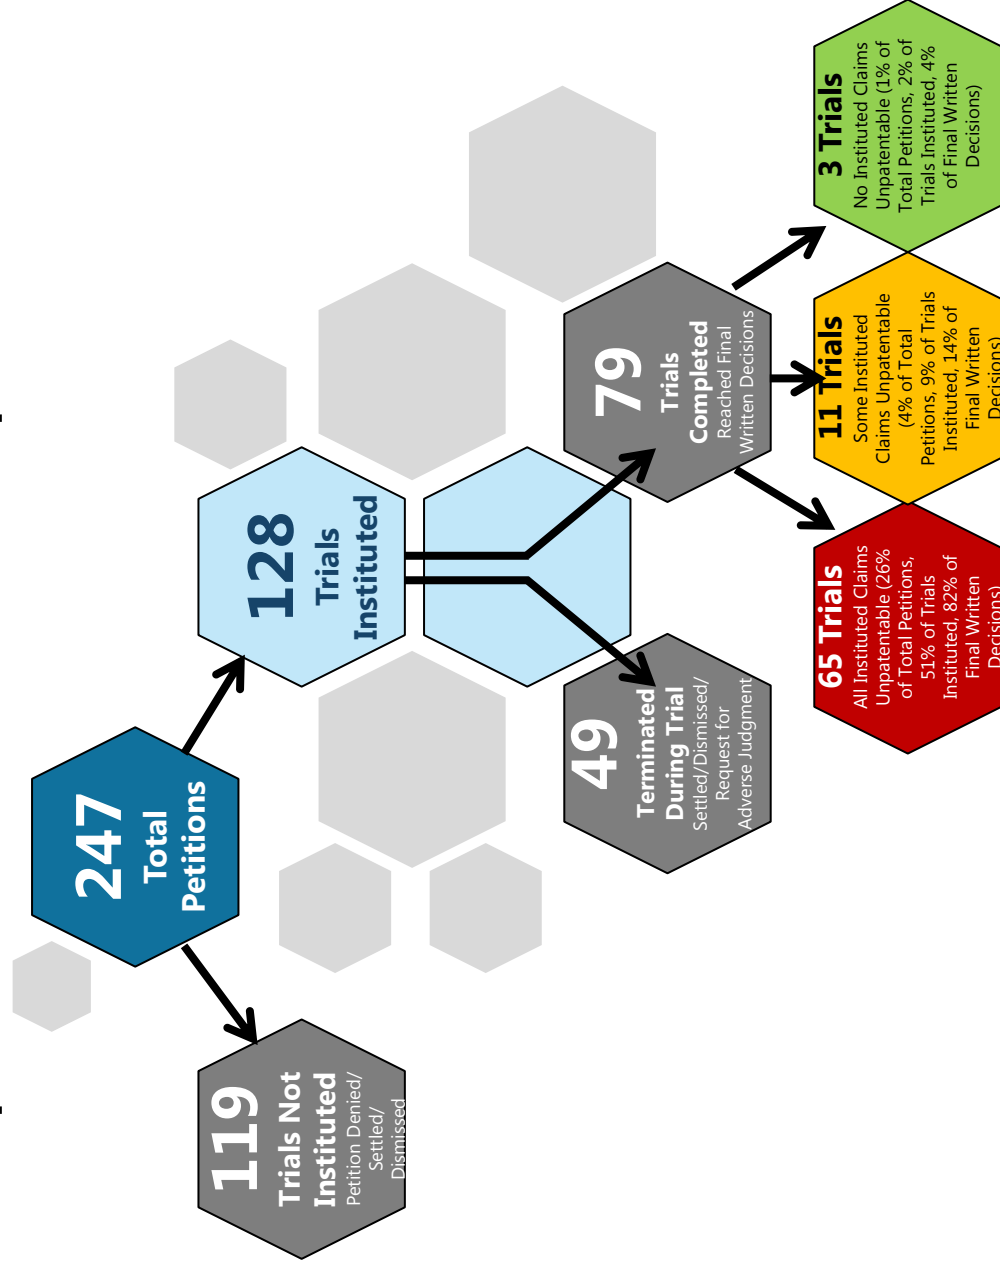 247
Total
Petitions
119
Trials Not
Instituted
Petition Denied/
Settled/
Dismissed
128
Trials
Instituted
49
Terminated
During Trial
Settled/Dismissed/
Request for
Adverse Judgment
79
Trials
Completed
Reached Final
Written Decisions
65 Trials
All Instituted Claims
Unpatentable (26%
of Total Petitions,
51% of Trials
Instituted, 82% of
Final Written
Decisions)
11 Trials
Some Instituted
Claims Unpatentable
(4% of Total
Petitions, 9% of Trials
Instituted, 14% of
Final Written
Decisions)
3 Trials
No Instituted Claims
Unpatentable (1% of
Total Petitions, 2% of
Trials Instituted, 4%
of Final Written
Decisions)